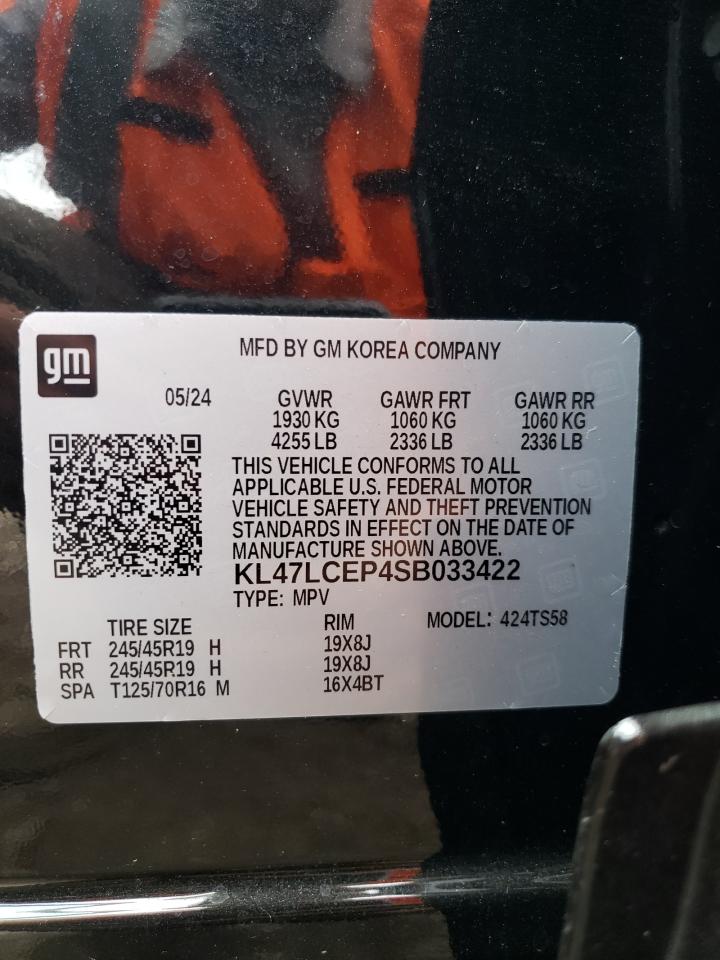 gm
MFD BY GM KOREA COMPANY
05/24 GVWR GAWR FRT GAWR RR
1930 KG 1060 KG 1060 KG
4255 LB 2336 LB 2336 LB
THIS VEHICLE CONFORMS TO ALL
APPLICABLE U.S. FEDERAL MOTOR
VEHICLE SAFETY AND THEFT PREVENTION
STANDARDS IN EFFECT ON THE DATE OF
MANUFACTURE SHOWN ABOVE.
KL47LCEP4SB033422
TYPE: MPV
TIRE SIZE RIM MODEL: 424TS58
FRT 245/45R19 H 19X8J
RR 245/45R19 H 19X8J
SPA T125/70R16 M 16X4BT